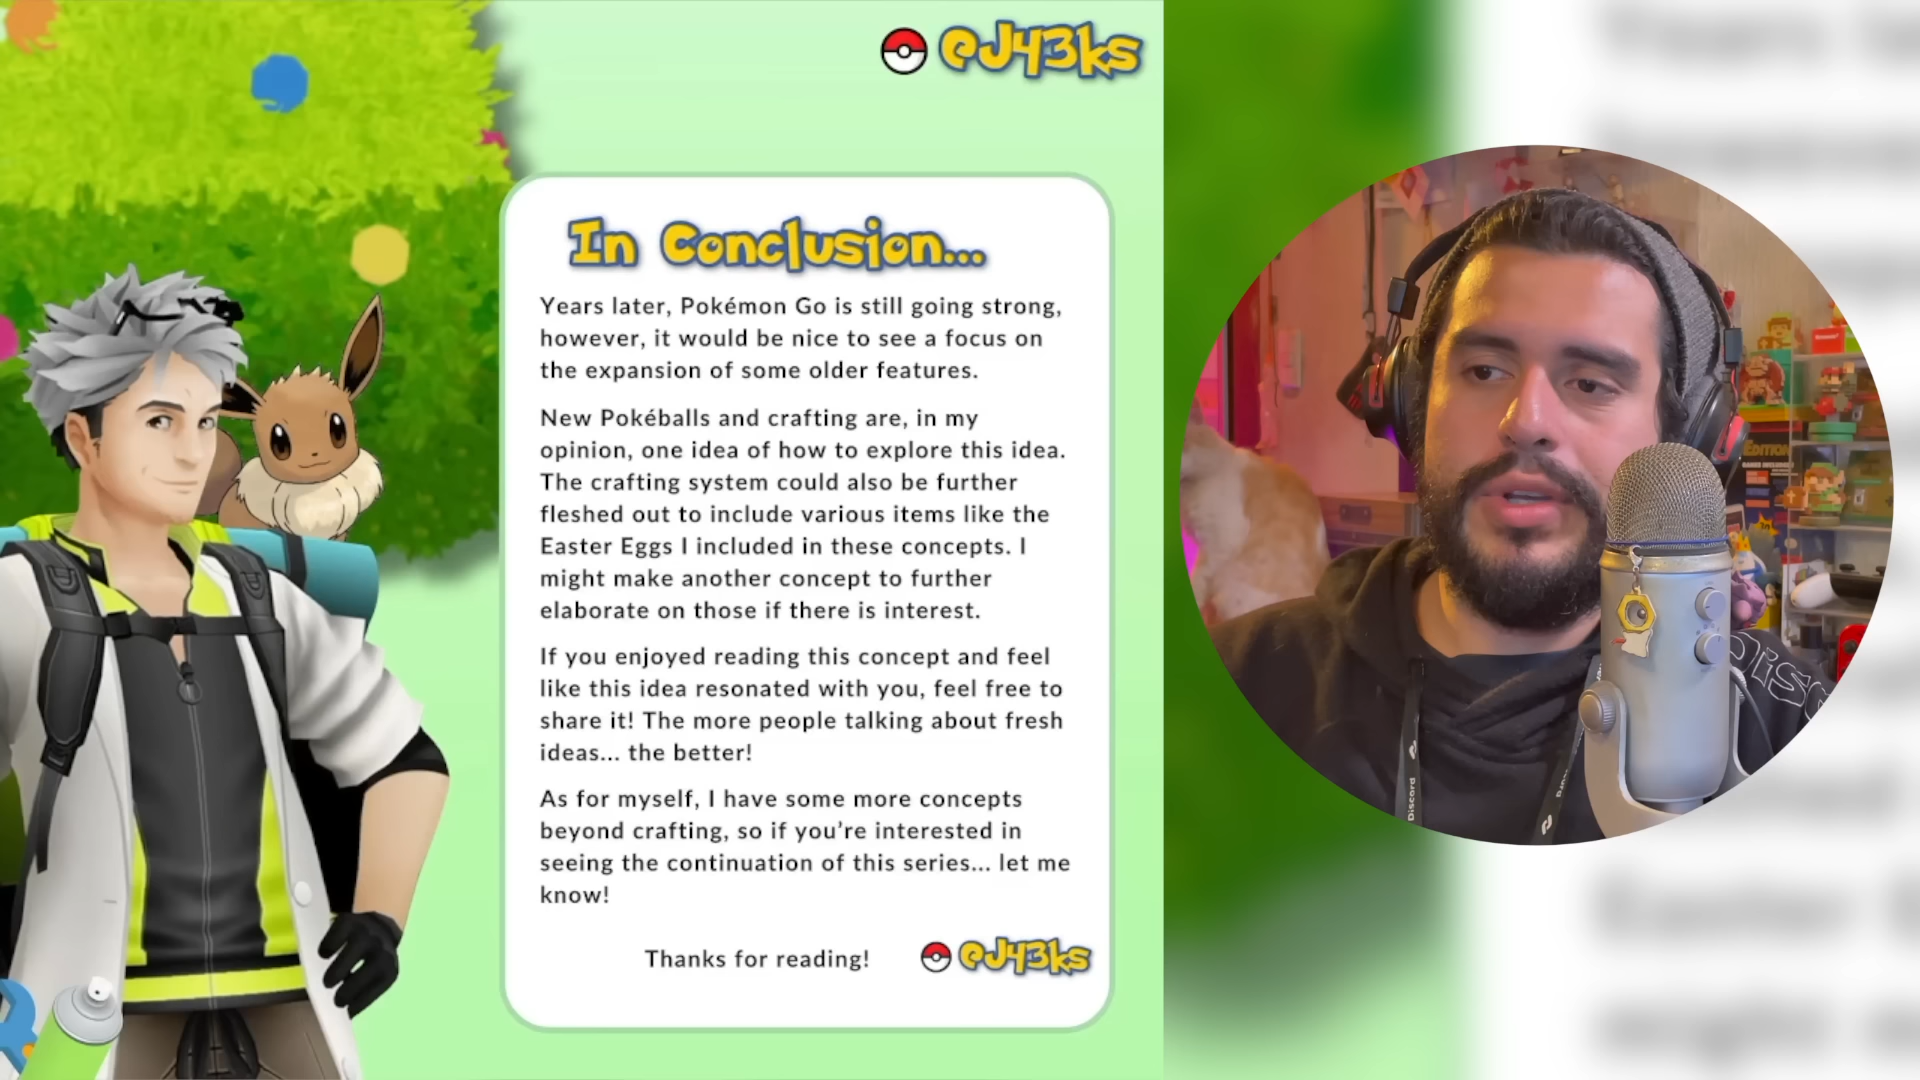 @J43ks
In Conclusion...
Years later, Pokémon Go is still going strong,
however, it would be nice to see a focus on
the expansion of some older features.
New Pokéballs and crafting are, in my
opinion, one idea of how to explore this idea.
The crafting system could also be further
fleshed out to include various items like the
Easter Eggs I included in these concepts. I
might make another concept to further
elaborate on those if there is interest.
If you enjoyed reading this concept and feel
like this idea resonated with you, feel free to
share it! The more people talking about fresh
ideas... the better!
As for myself, I have some more concepts
beyond crafting, so if you’re interested in
seeing the continuation of this series... let me
know!
Thanks for reading!
@J43ks
EDITION
Discord